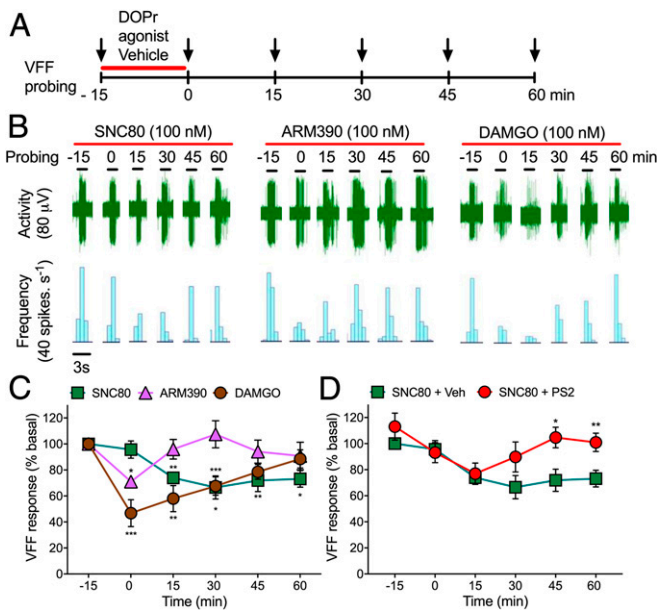 A
DOPr
agonist
Vehicle
VFF
probing
- 15 0 15 30 45 60 min
B
SNC80 (100 nM) ARM390 (100 nM) DAMGO (100 nM)
Probing -15 0 15 30 45 60 -15 0 15 30 45 60 -15 0 15 30 45 60 min
Activity
(80 µV)
Frequency
(40 spikes. s-1)
3s
C
SNC80 ARM390 DAMGO
VFF response (% basal)
120
100
80
60
40
20
0
* ** *** ** *
*** ** *
-15 0 15 30 45 60
Time (min)
D
SNC80 + Veh SNC80 + PS2
VFF response (% basal)
120
100
80
60
40
20
0
* **
-15 0 15 30 45 60
Time (min)